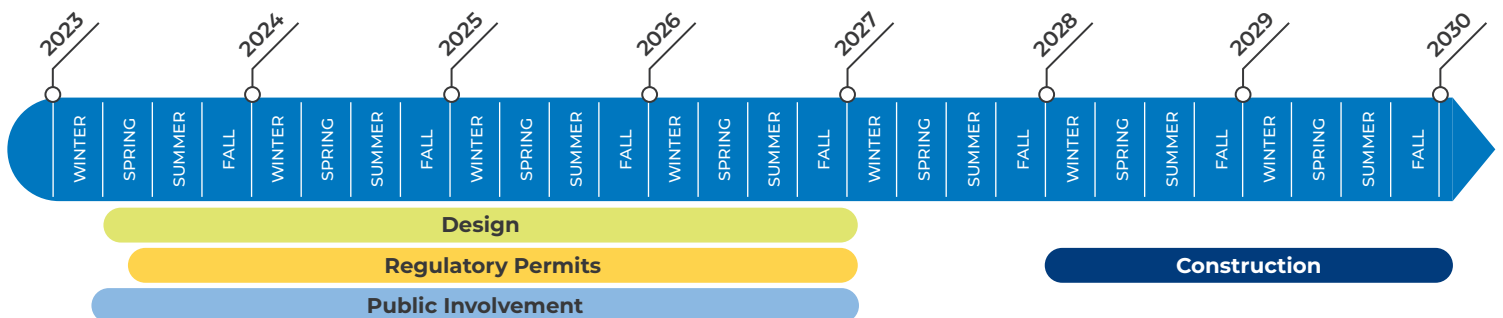 2023 2024 2025 2026 2027 2028 2029 2030
WINTER SPRING SUMMER FALL WINTER SPRING SUMMER FALL WINTER SPRING SUMMER FALL WINTER SPRING SUMMER FALL WINTER SPRING SUMMER FALL WINTER SPRING SUMMER FALL WINTER SPRING SUMMER FALL
Design
Regulatory Permits Construction
Public Involvement